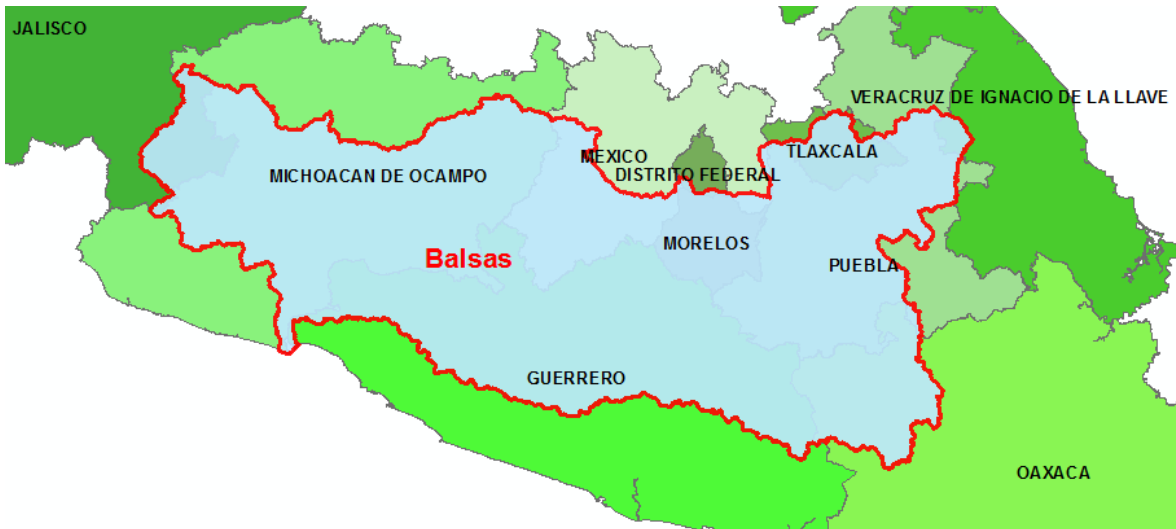 JALISCO
VERACRUZ DE IGNACIO DE LA LLAVE
MEXICO
TLAXCALA
MICHOACAN DE OCAMPO
DISTRITO FEDERAL
MORELOS
Balsas
PUEBLA
GUERRERO
OAXACA